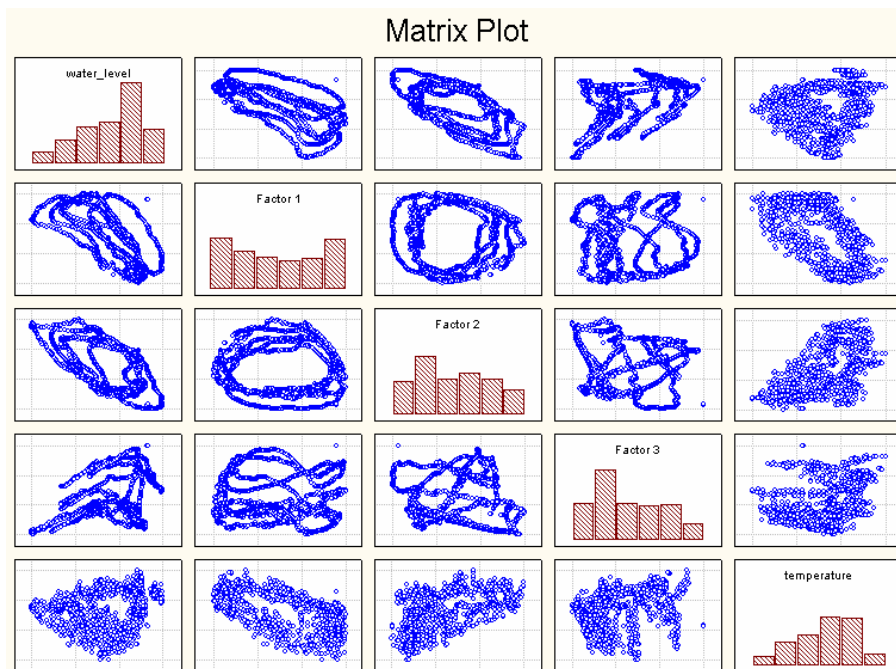 Matrix Plot
water_level
Factor 1
Factor 2
Factor 3
temperature